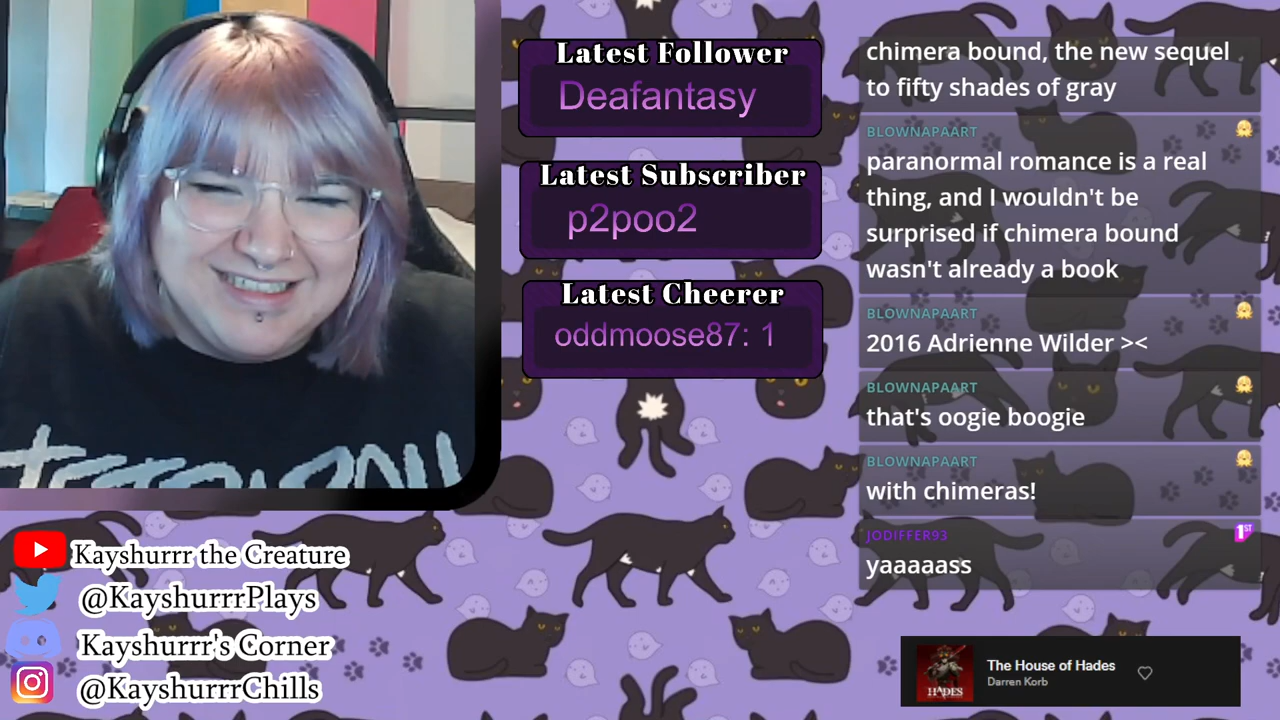 Latest Follower
Deafantasy
Latest Subscriber
p2poo2
Latest Cheerer
oddmoose87: 1
chimera bound, the new sequel
to fifty shades of gray
BLOWNAPAART
paranormal romance is a real
thing, and I wouldn't be
surprised if chimera bound
wasn't already a book
BLOWNAPAART
2016 Adrienne Wilder ><
BLOWNAPAART
that's oogie boogie
BLOWNAPAART
with chimeras!
JODIFFER93
1ST
yaaaaass
Kayshurrr the Creature
@KayshurrrPlays
Kayshurrr's Corner
@KayshurrrChills
HADES
The House of Hades
Darren Korb